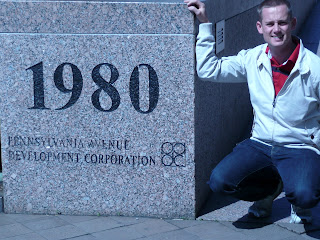 1980
PENNSYLVANIA AVENUE
DEVELOPMENT CORPORATION